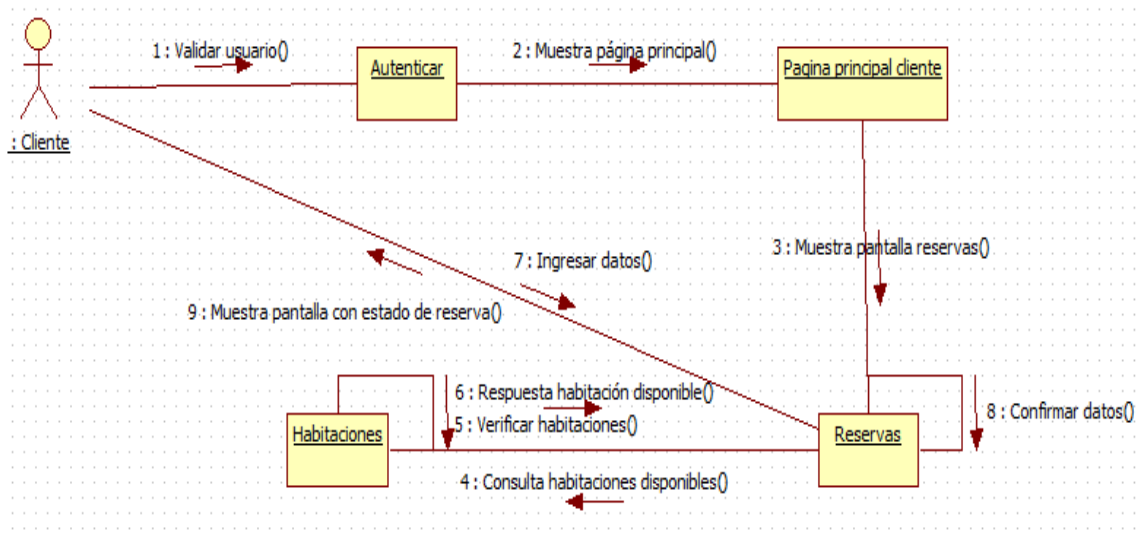 1 : Validar usuario()
2 : Muestra página principal()
Autenticar
Pagina principal cliente
: Cliente
3 : Muestra pantalla reservas()
7 : Ingresar datos()
9 : Muestra pantalla con estado de reserva()
6 : Respuesta habitación disponible()
8 : Confirmar datos()
5 : Verificar habitaciones()
Habitaciones
Reservas
4 : Consulta habitaciones disponibles()